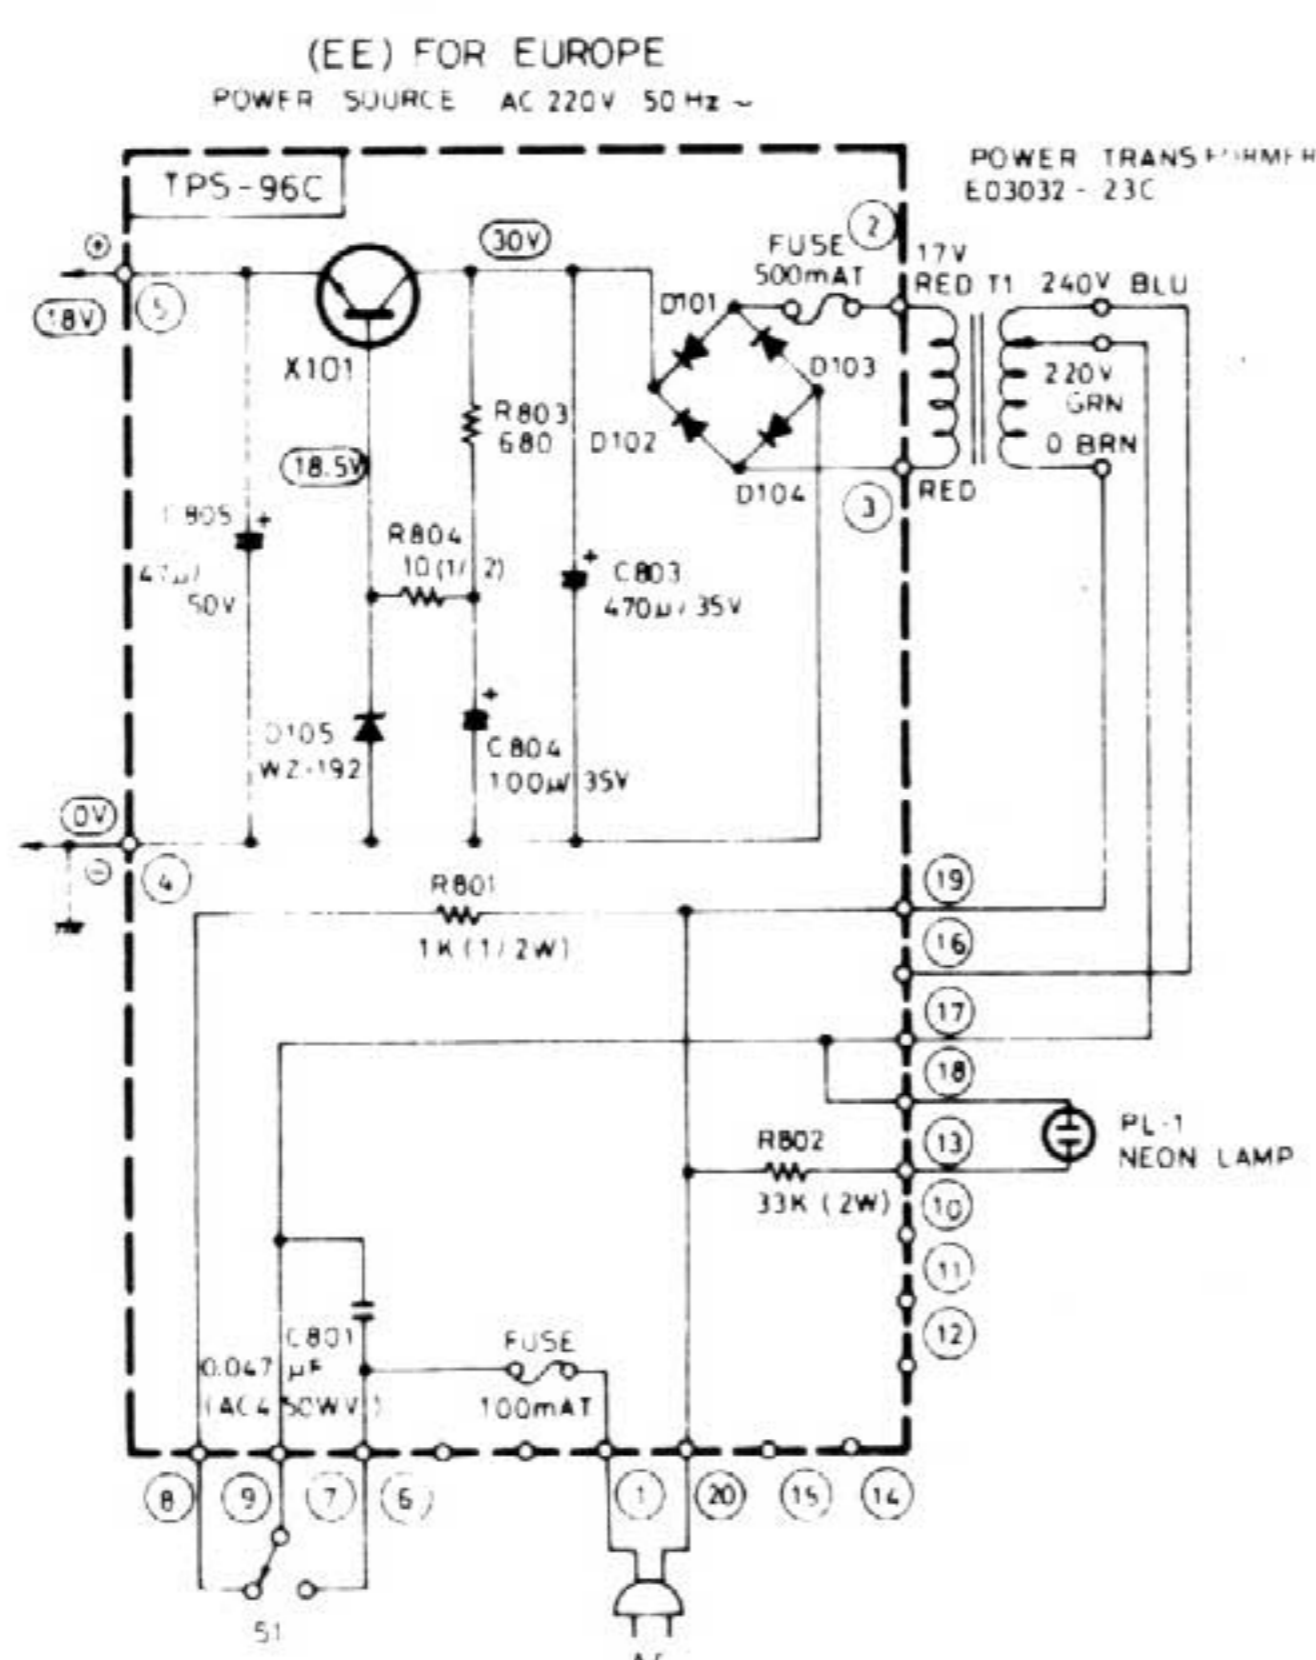 (EE) FOR EUROPE
POWER SOURCE AC 220V 50 Hz ~
TPS-96C
POWER TRANSFORMER
E03032 - 23C
2
30V
FUSE
500mAT
17V
RED T1 240V BLU
+
18V
5
X101
D101
D103
220V
GRN
0 BRN
R803
680
D102
D104
3
RED
18.5V
C805
+
50V
R804
10(1/2)
+
C803
470μ/35V
D105
WZ-192
+
C804
100μ/35V
0V
-
4
R801
1K(1/2W)
19
16
17
18
PL-1
NEON LAMP
R802
33K (2W)
13
10
11
12
C801
0.047 μF
(AC450WV)
FUSE
100mAT
8
9
7
6
1
20
15
14
S1